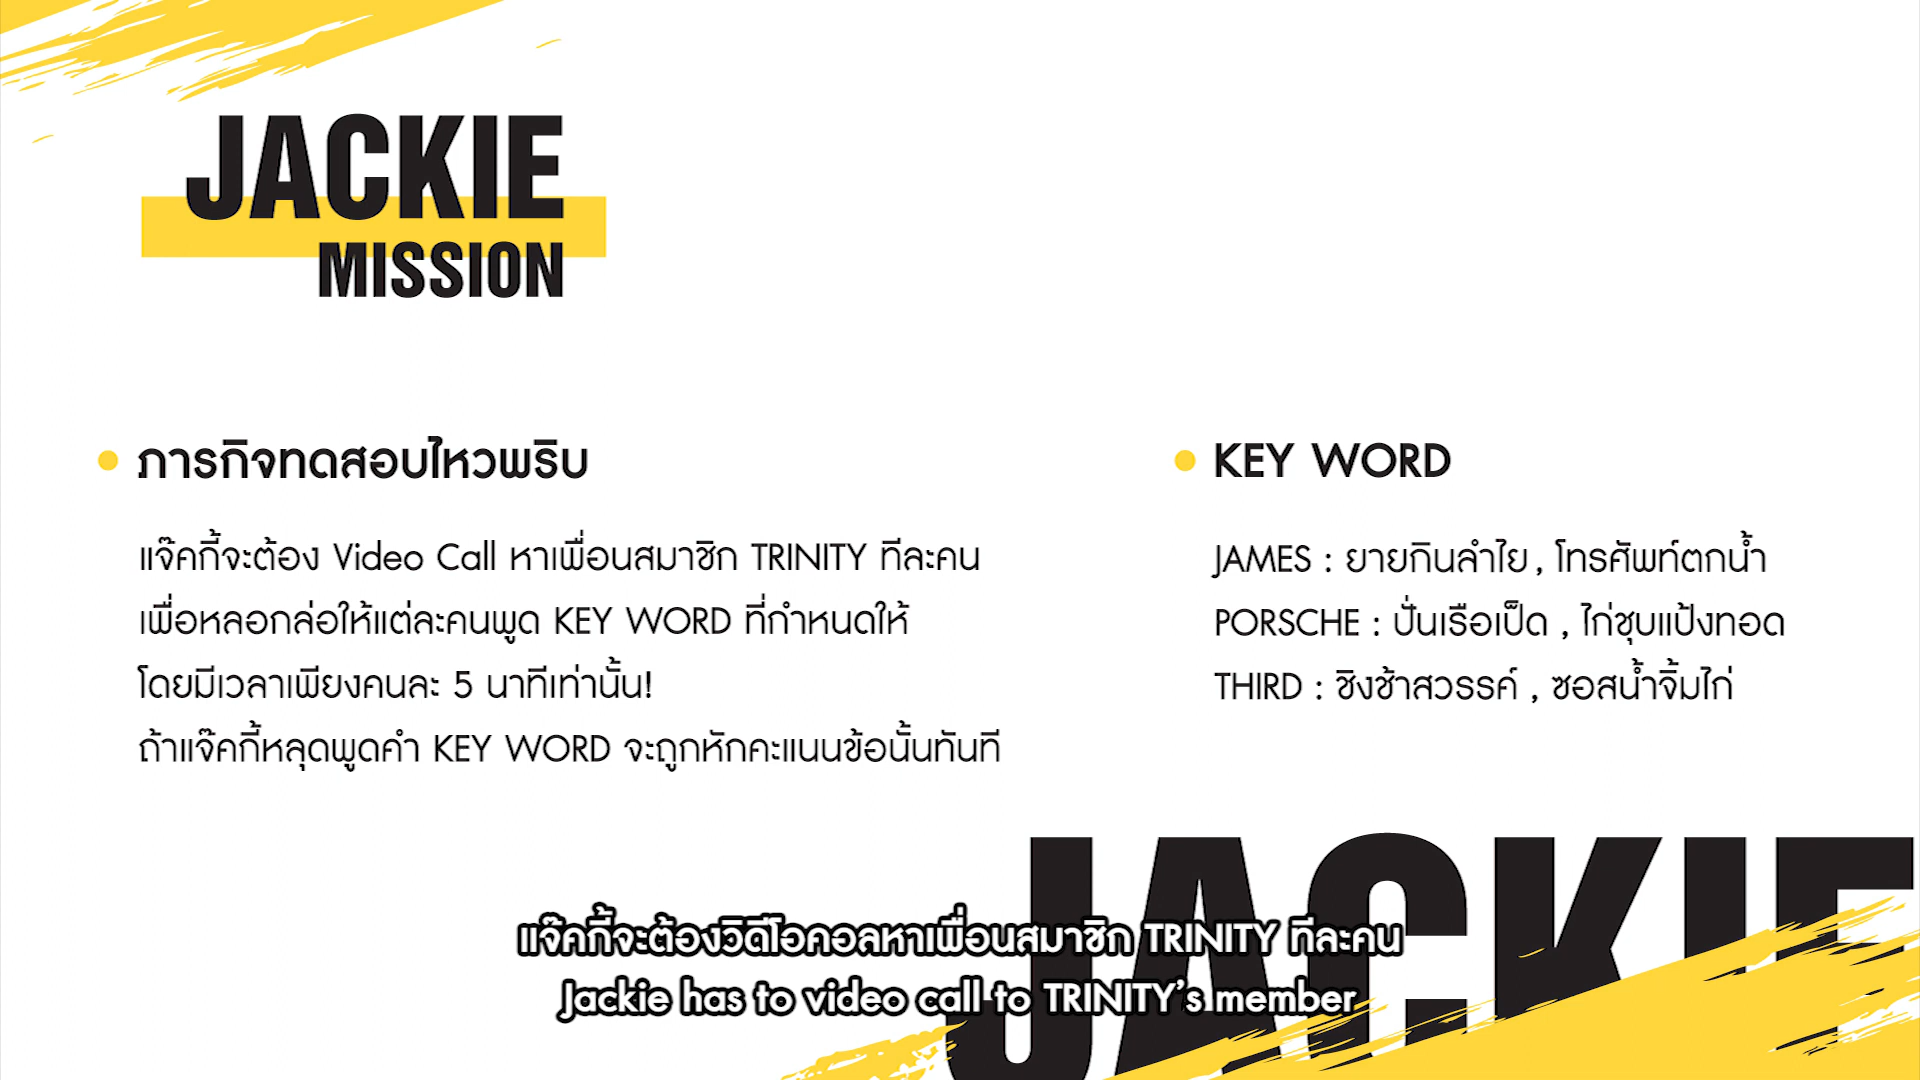 JACKIE
MISSION
ภารกิจทดสอบไหวพริบ
แจ๊คกี้จะต้อง Video Call หาเพื่อนสมาชิก TRINITY ทีละคน
เพื่อหลอกล่อให้แต่ละคนพูด KEY WORD ที่กำหนดให้
โดยมีเวลาเพียงคนละ 5 นาทีเท่านั้น!
ถ้าแจ๊คกี้หลุดพูดคำ KEY WORD จะถูกหักคะแนนข้อนั้นทันที
KEY WORD
JAMES : ยายกินลำไย , โทรศัพท์ตกน้ำ
PORSCHE : ปั่นเรือเป็ด , ไก่ชุบแป้งทอด
THIRD : ชิงช้าสวรรค์ , ซอสน้ำจิ้มไก่
JACKIE
แจ๊คกี้จะต้องวิดีโอคอลหาเพื่อนสมาชิก TRINITY ทีละคน
Jackie has to video call to TRINITY's member